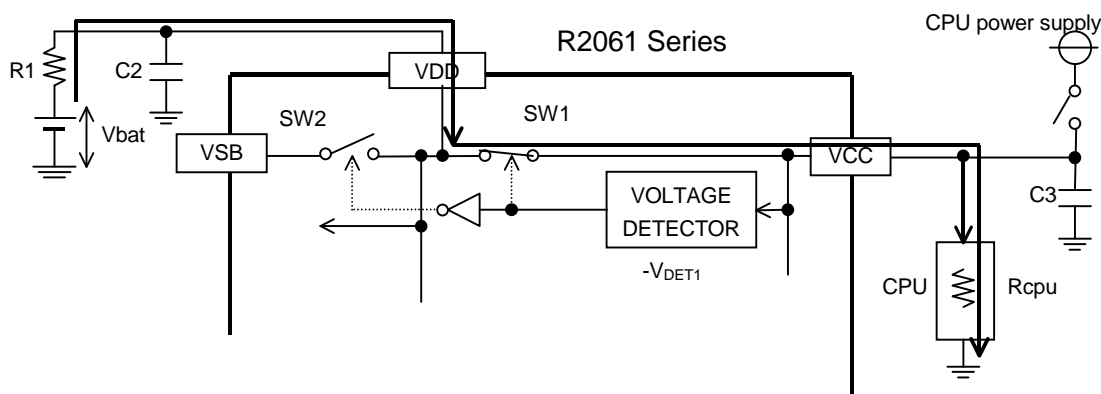 CPU power supply
R2061 Series
R1
C2
VDD
Vbat
SW2
SW1
VSB
VCC
VOLTAGE
DETECTOR
C3
-VDET1
CPU
Rcpu